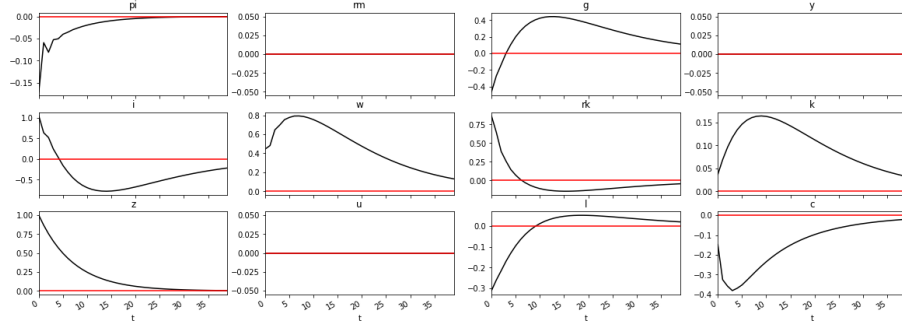 pi rm g y
0.00 0.050 0.4 0.050
−0.05 0.025 0.2 0.025
0.000 0.0 0.000
−0.10 −0.025 −0.2 −0.025
−0.15 −0.050 −0.4 −0.050
i w rk k
1.0 0.8 0.75 0.15
0.5 0.6 0.50 0.10
0.0 0.4 0.25 0.05
−0.5 0.2 0.00 0.00
0.0
z u l c
1.00 0.050 0.0 0.0
0.75 0.025 −0.1 −0.1
0.50 0.000 −0.2 −0.2
0.25 −0.025 −0.3 −0.3
0.00 −0.050 −0.4
0 5 10 15 20 25 30 35 0 5 10 15 20 25 30 35 0 5 10 15 20 25 30 35 0 5 10 15 20 25 30 35
t t t t